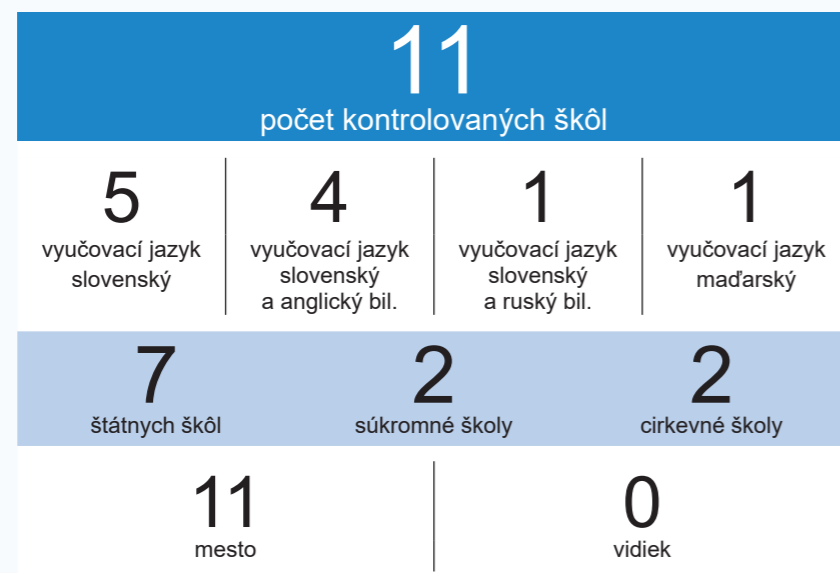 11
počet kontrolovaných škôl
5
vyučovací jazyk
slovenský
4
vyučovací jazyk
slovenský
a anglický bil.
1
vyučovací jazyk
slovenský
a ruský bil.
1
vyučovací jazyk
maďarský
7
štátnych škôl
2
súkromné školy
2
cirkevné školy
11
mesto
0
vidiek